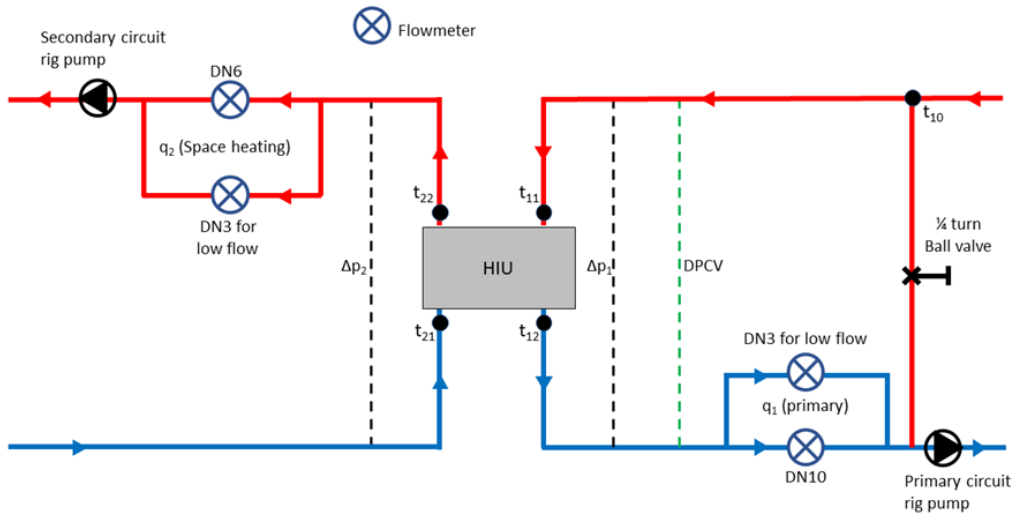 Flowmeter
Secondary circuit
rig pump
DN6
q₂ (Space heating)
DN3 for
low flow
t₂₂
t₁₁
t₁₀
¼ turn
Ball valve
Δp₂
HIU
Δp₁
DPCV
t₂₁
t₁₂
DN3 for low flow
q₁ (primary)
DN10
Primary circuit
rig pump